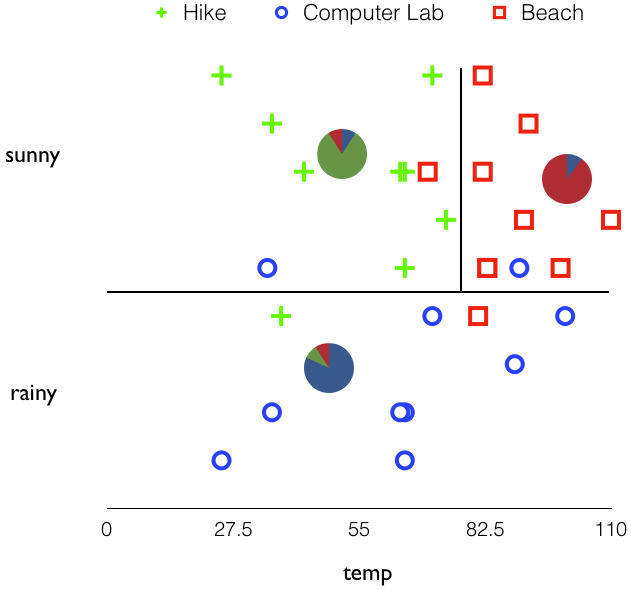 Hike Computer Lab Beach
sunny
rainy
0 27.5 55 82.5 110
temp